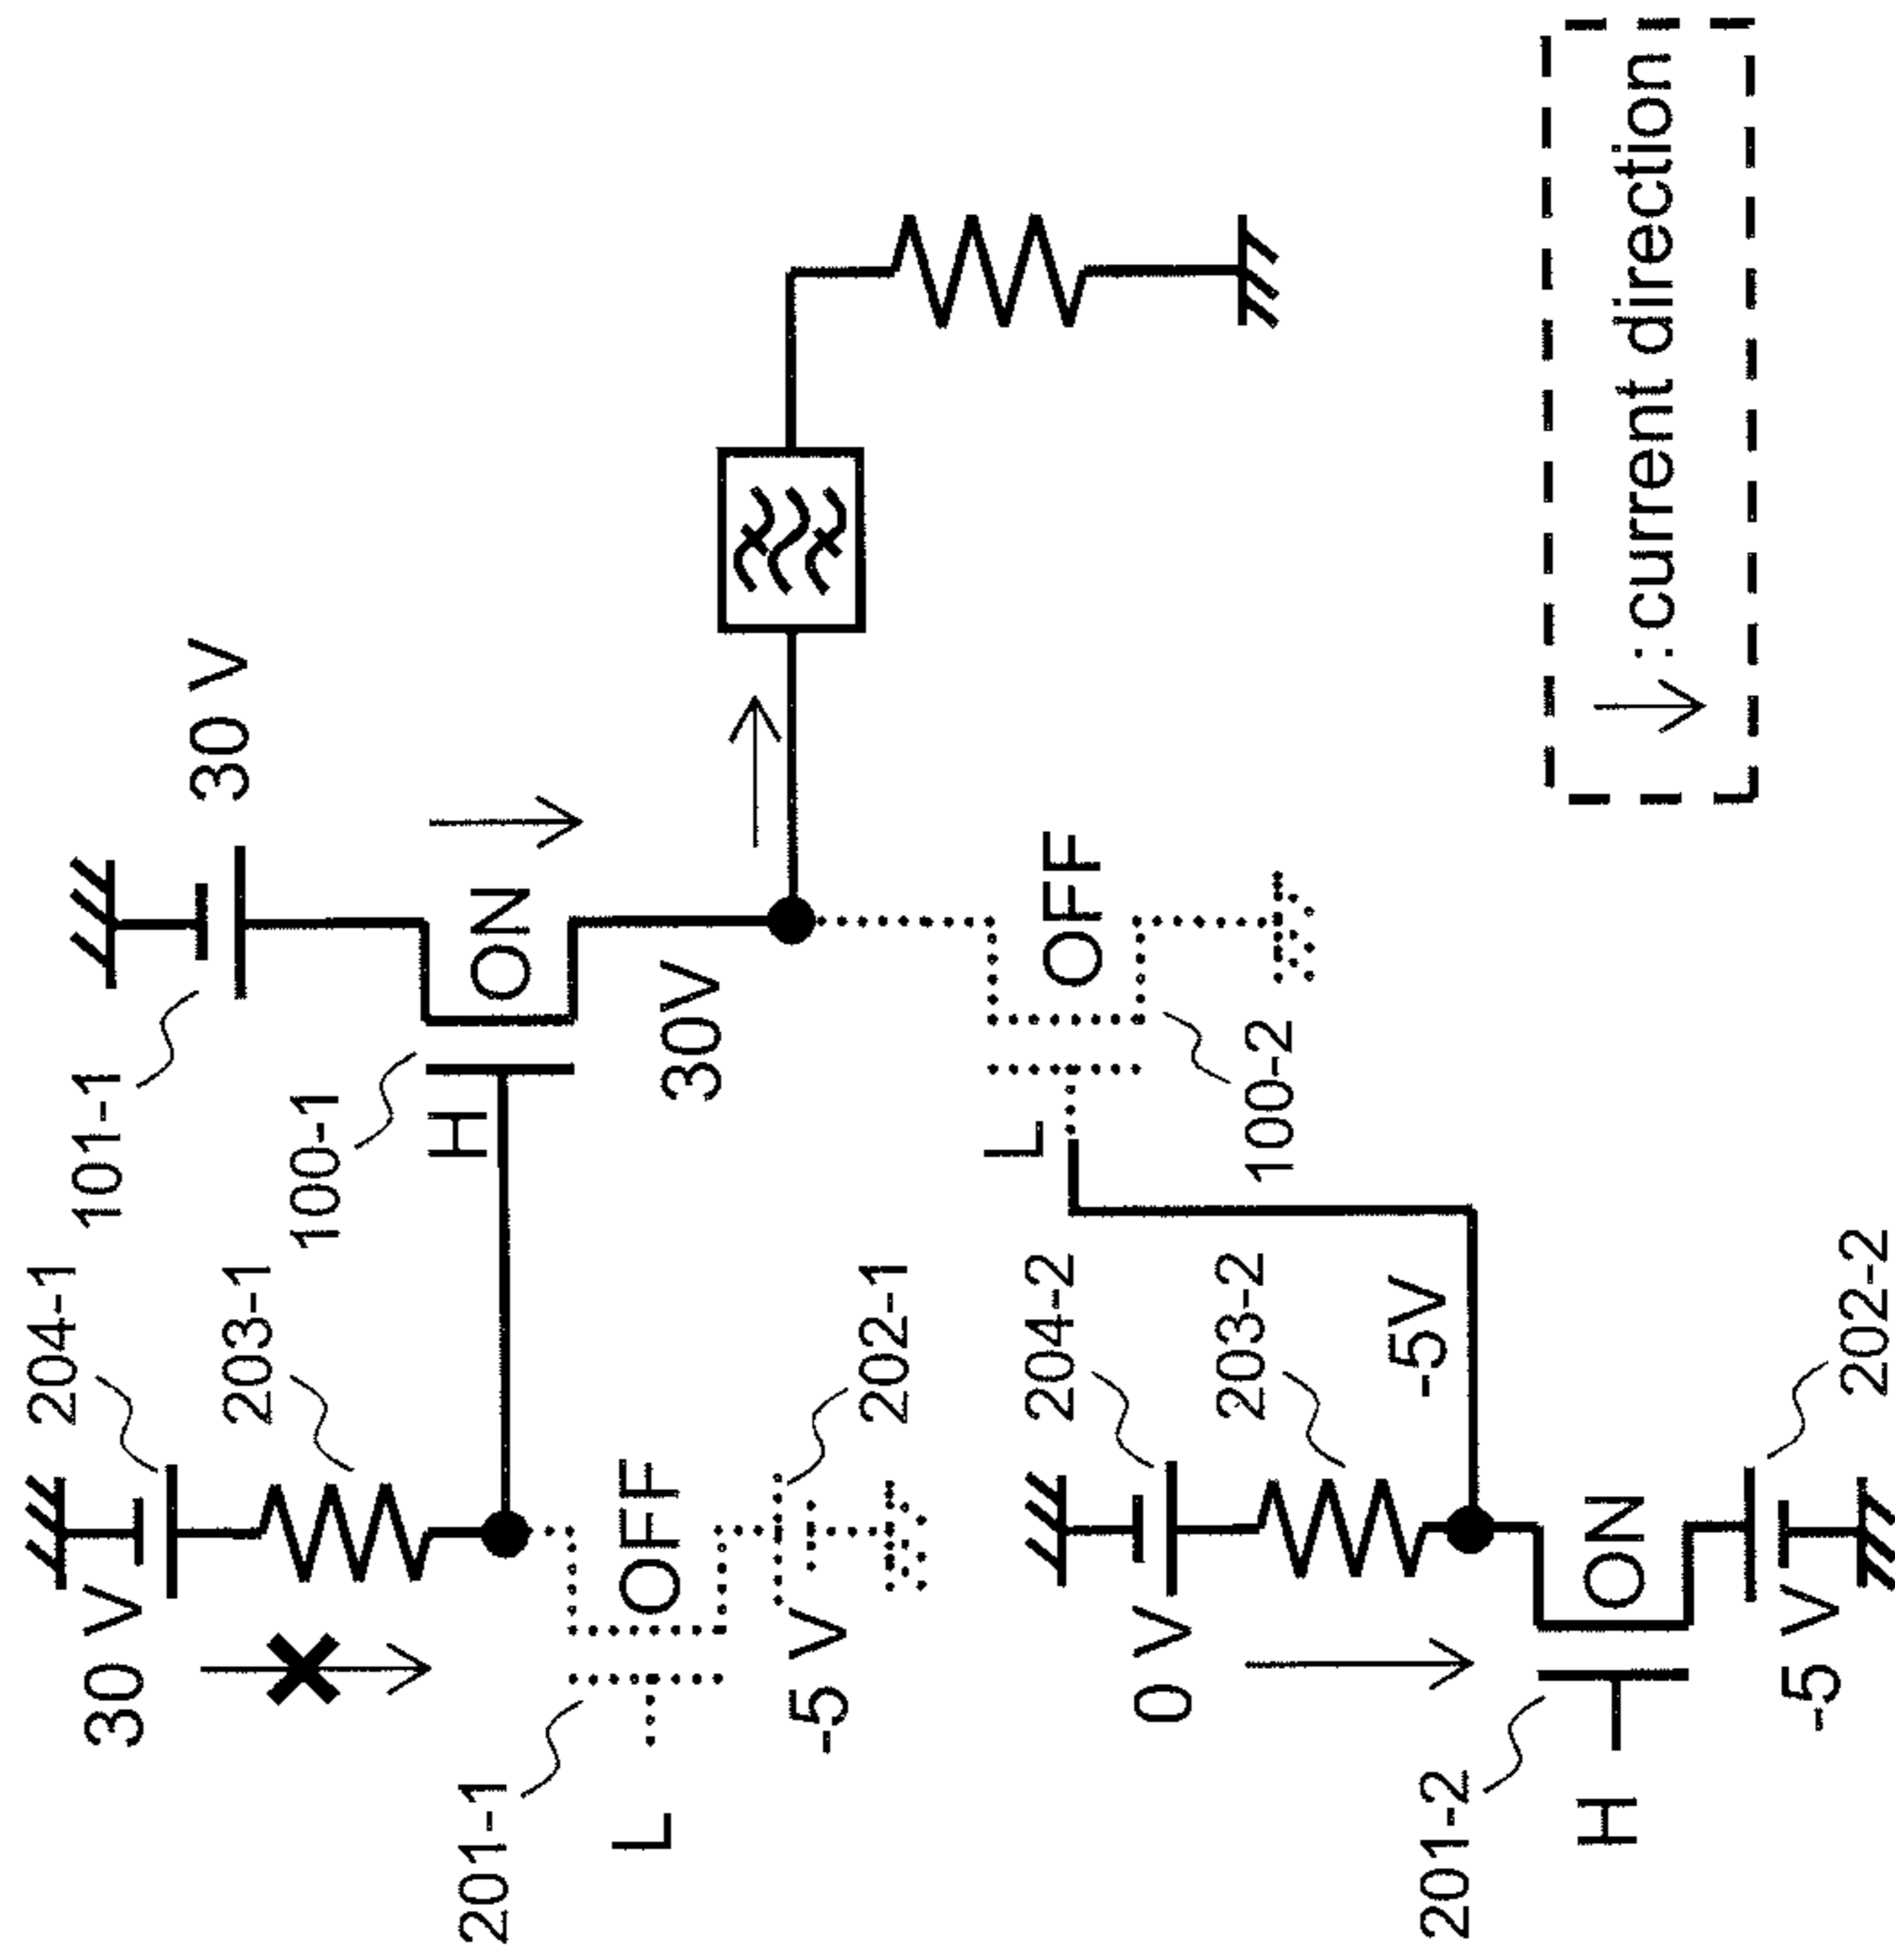 204-1
30 V
203-1
201-1
L
OFF
-5 V
202-1
101-1
30 V
100-1
H
ON
30V
L
OFF
100-2
204-2
0 V
203-2
-5V
201-2
H
ON
-5 V
202-2
: current direction